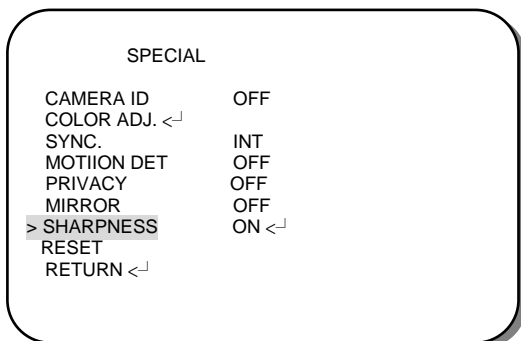 SPECIAL
CAMERA ID OFF
COLOR ADJ. <┘
SYNC. INT
MOTIION DET OFF
PRIVACY OFF
MIRROR OFF
> SHARPNESS ON <┘
RESET
RETURN <┘